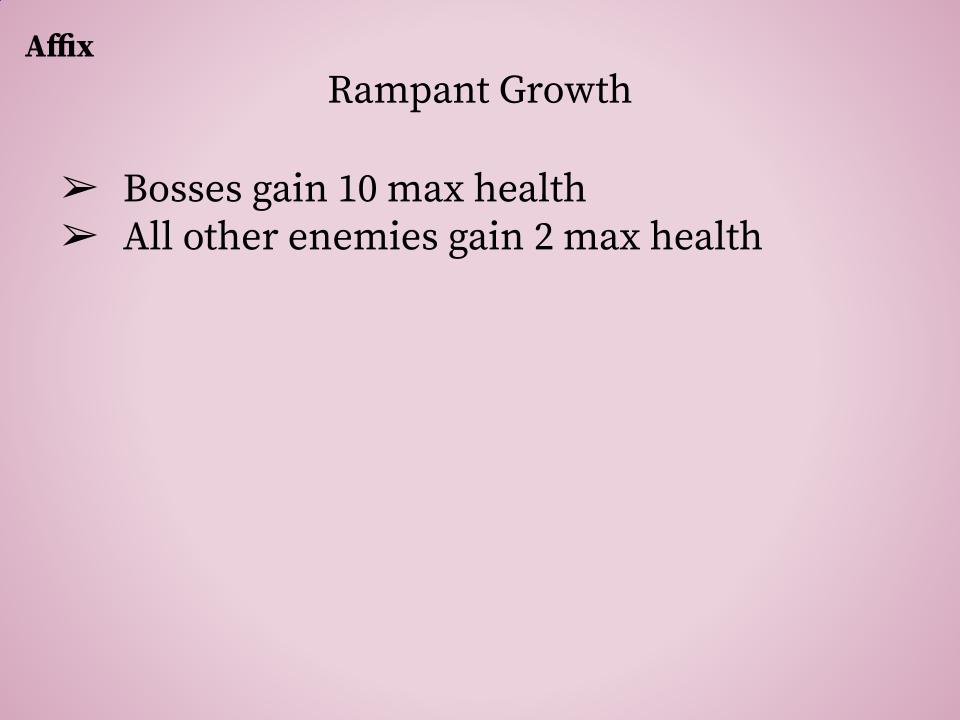 Affix
Rampant Growth
➢ Bosses gain 10 max health
➢ All other enemies gain 2 max health